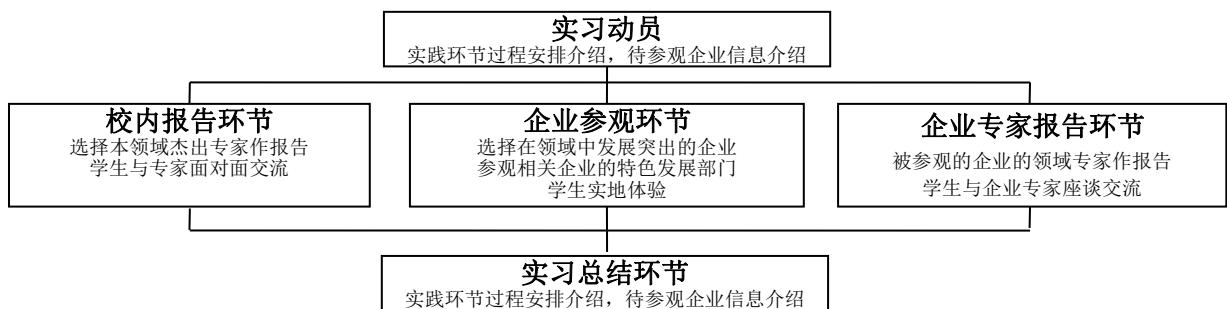 实习动员
实践环节过程安排介绍，待参观企业信息介绍
校内报告环节
选择本领域杰出专家作报告
学生与专家面对面交流
企业参观环节
选择在领域中发展突出的企业
参观相关企业的特色发展部门
学生实地体验
企业专家报告环节
被参观的企业的领域专家作报告
学生与企业专家座谈交流
实习总结环节
实践环节过程安排介绍，待参观企业信息介绍